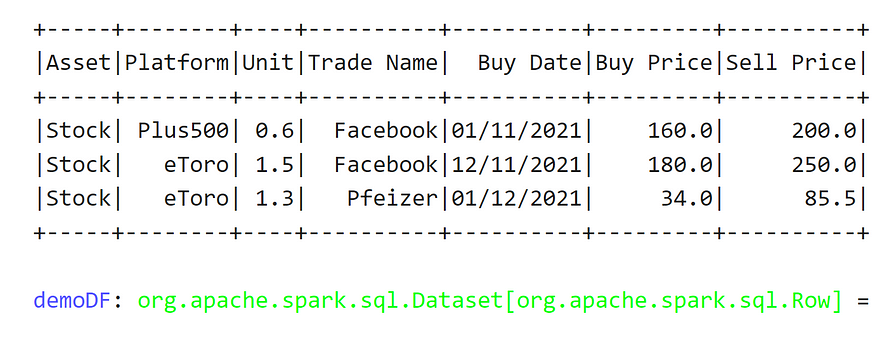 +-----+--------+----+----------+----------+---------+----------+
|Asset|Platform|Unit|Trade Name|  Buy Date|Buy Price|Sell Price|
+-----+--------+----+----------+----------+---------+----------+
|Stock| Plus500| 0.6|  Facebook|01/11/2021|    160.0|     200.0|
|Stock|   eToro| 1.5|  Facebook|12/11/2021|    180.0|     250.0|
|Stock|   eToro| 1.3|   Pfeizer|01/12/2021|     34.0|      85.5|
+-----+--------+----+----------+----------+---------+----------+
demoDF: org.apache.spark.sql.Dataset[org.apache.spark.sql.Row] =